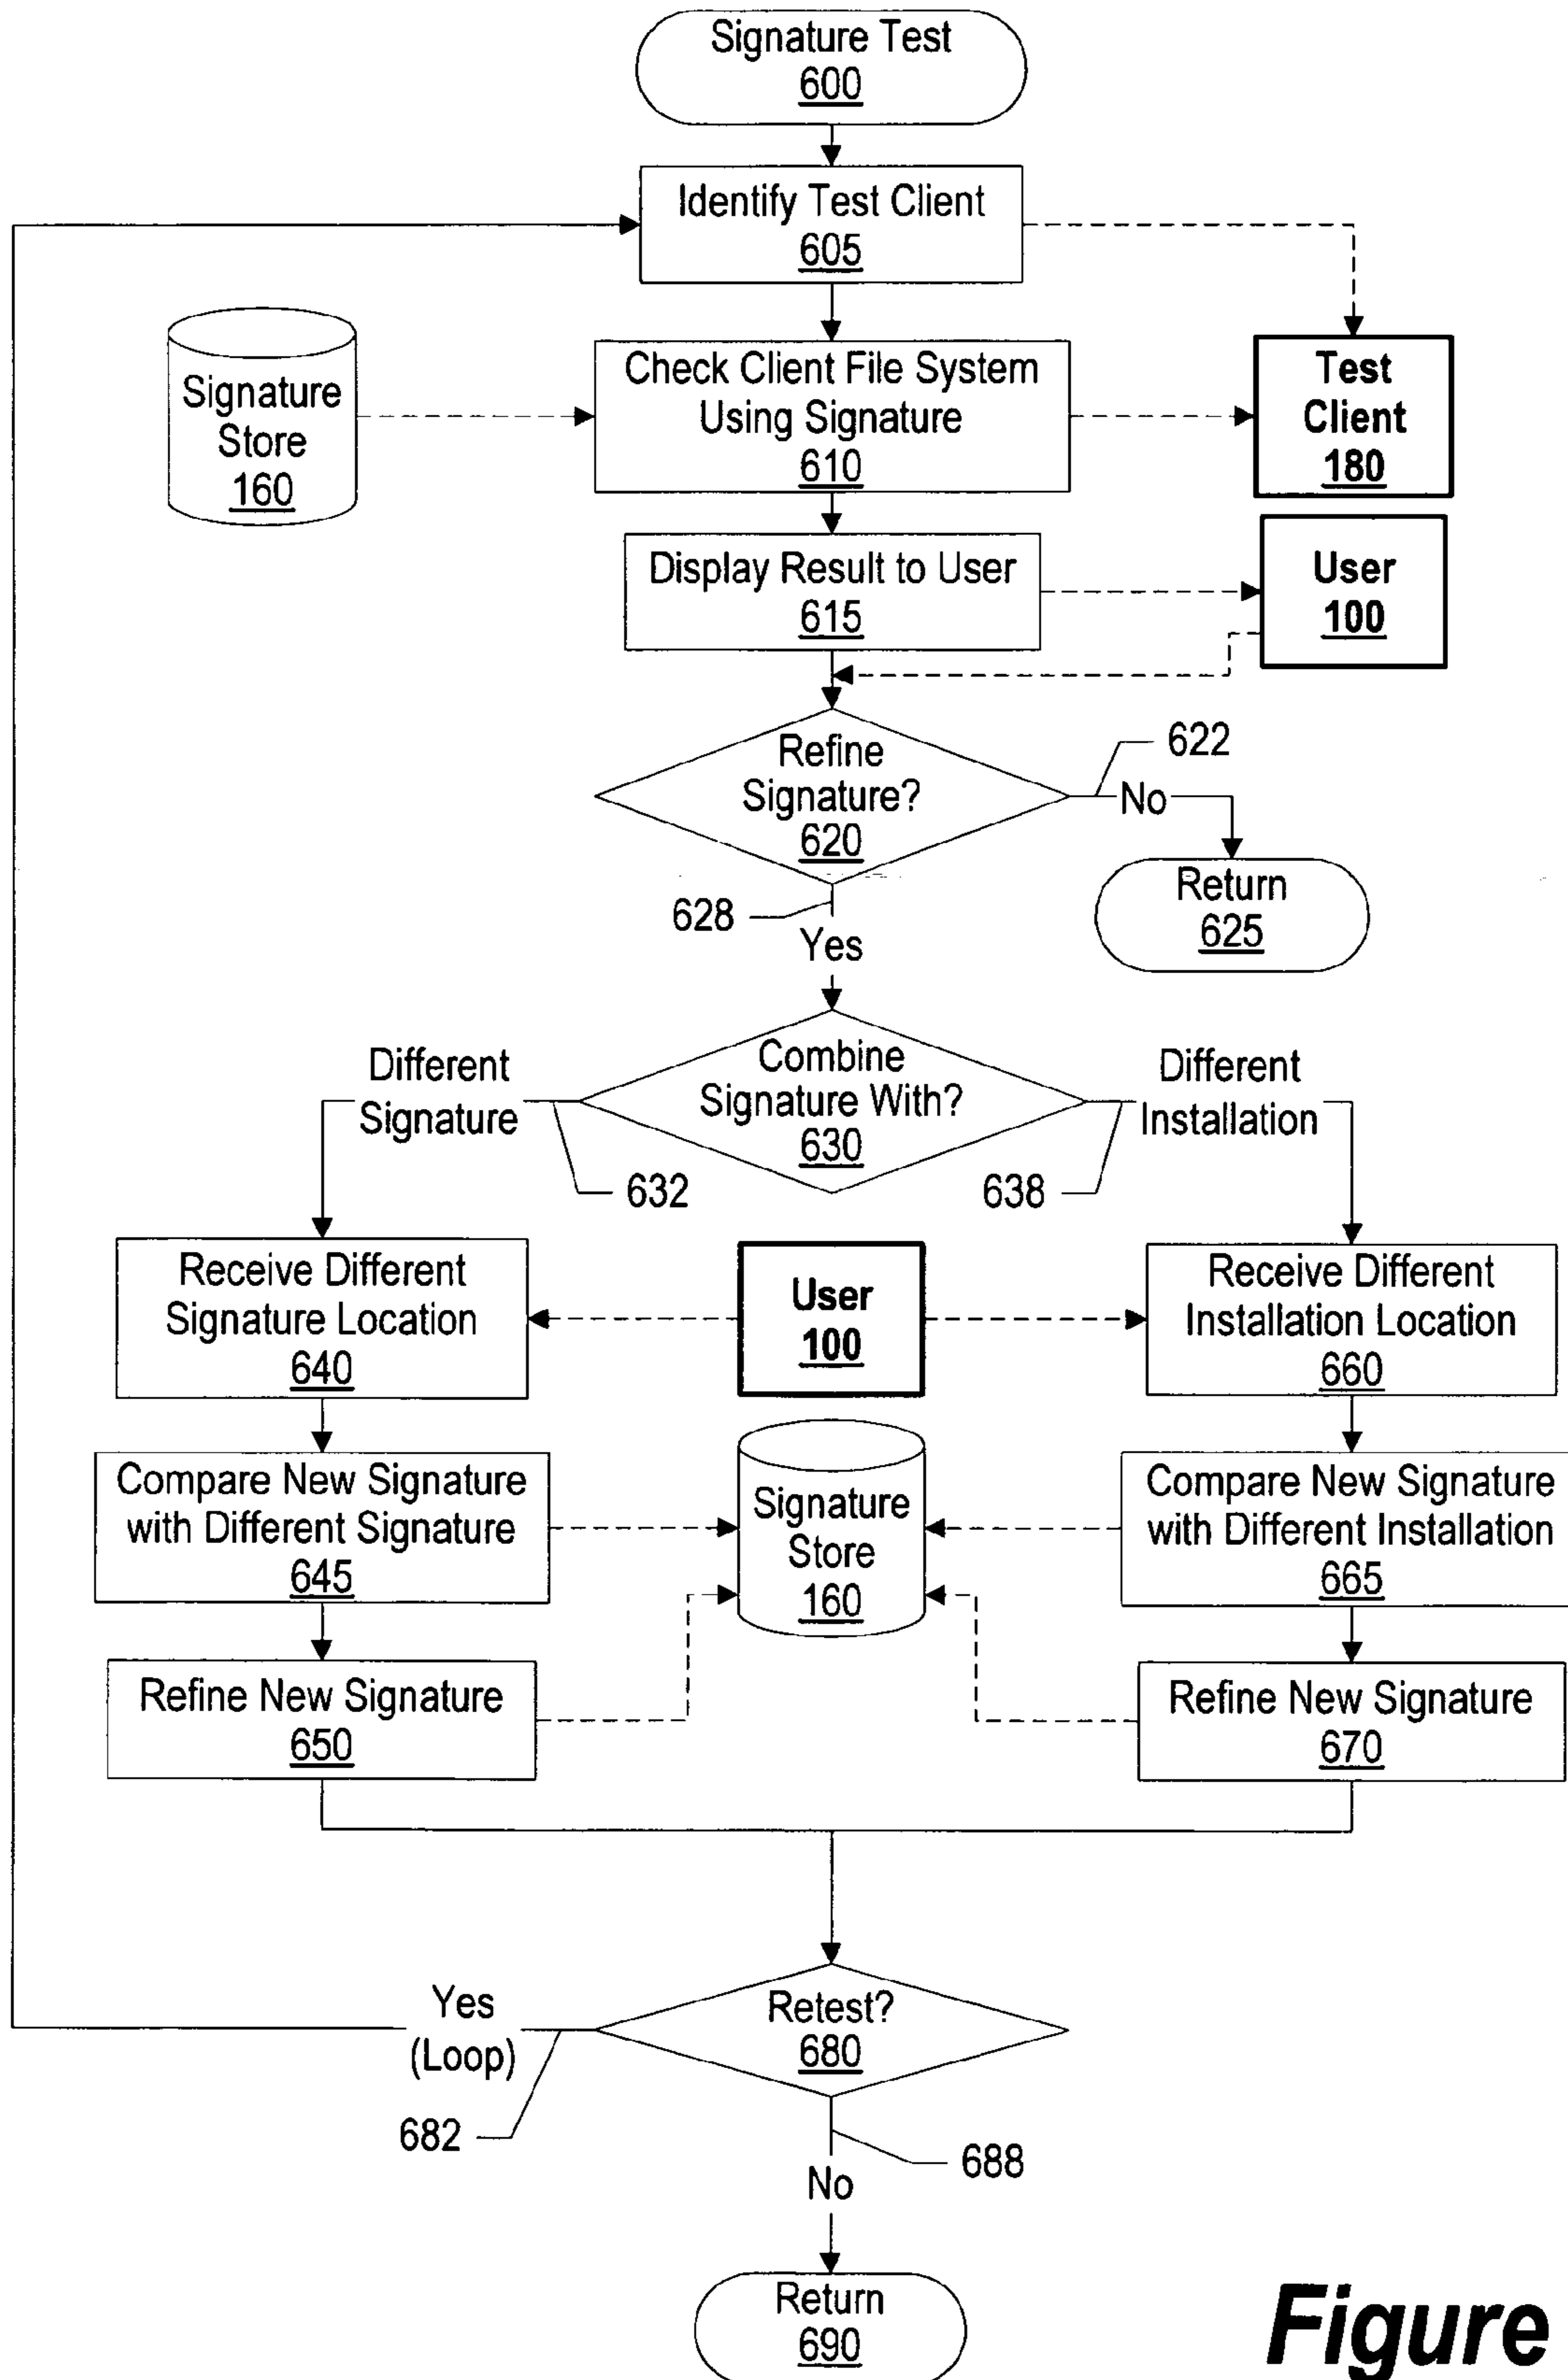 Signature Test
600
Identify Test Client
605
Signature
Store
160
Check Client File System
Using Signature
610
Test
Client
180
Display Result to User
615
User
100
Refine
Signature?
620
622
No
Return
625
628
Yes
Combine
Signature With?
630
Different
Signature
632
Different
Installation
638
Receive Different
Signature Location
640
User
100
Receive Different
Installation Location
660
Compare New Signature
with Different Signature
645
Signature
Store
160
Compare New Signature
with Different Installation
665
Refine New Signature
650
Refine New Signature
670
Retest?
680
Yes
(Loop)
682
688
No
Return
690
Figure